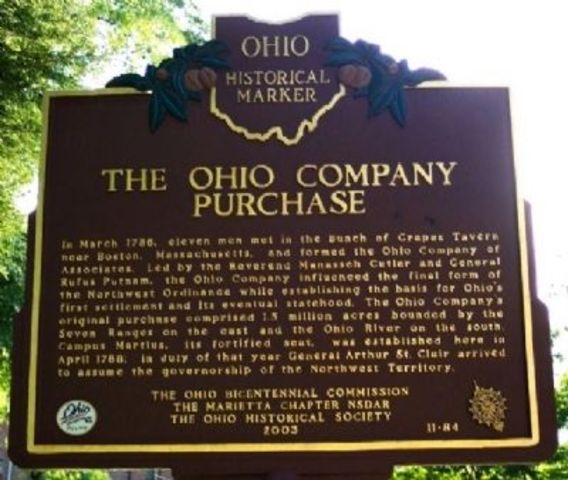 OHIO
HISTORICAL
MARKER
THE OHIO COMPANY
PURCHASE
In March 1786, eleven men met in the Bunch of Grapes Tavern
near Boston, Massachusetts, and formed the Ohio Company of
Associates. Led by the Reverend Manasseh Cutler and General
Rufus Putnam, the Ohio Company influenced the final form of
the Northwest Ordinance while establishing the basis for Ohio's
first settlement and its eventual statehood. The Ohio Company's
original purchase comprised 1.5 million acres bounded by the
Seven Ranges on the east and the Ohio River on the south.
Campus Martius, its fortified seat, was established here in
April 1788; in July of that year General Arthur St. Clair arrived
to assume the governorship of the Northwest Territory.
THE OHIO BICENTENNIAL COMMISSION
THE MARIETTA CHAPTER NSDAR
THE OHIO HISTORICAL SOCIETY
2003
11-84
Ohio